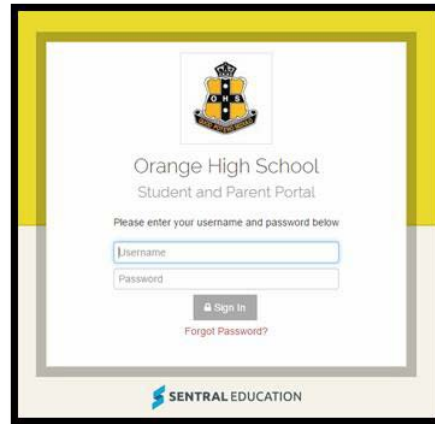 OHS
Orange High School
Student and Parent Portal
Please enter your username and password below
Username
Password
Sign In
Forgot Password?
SENTRAL EDUCATION